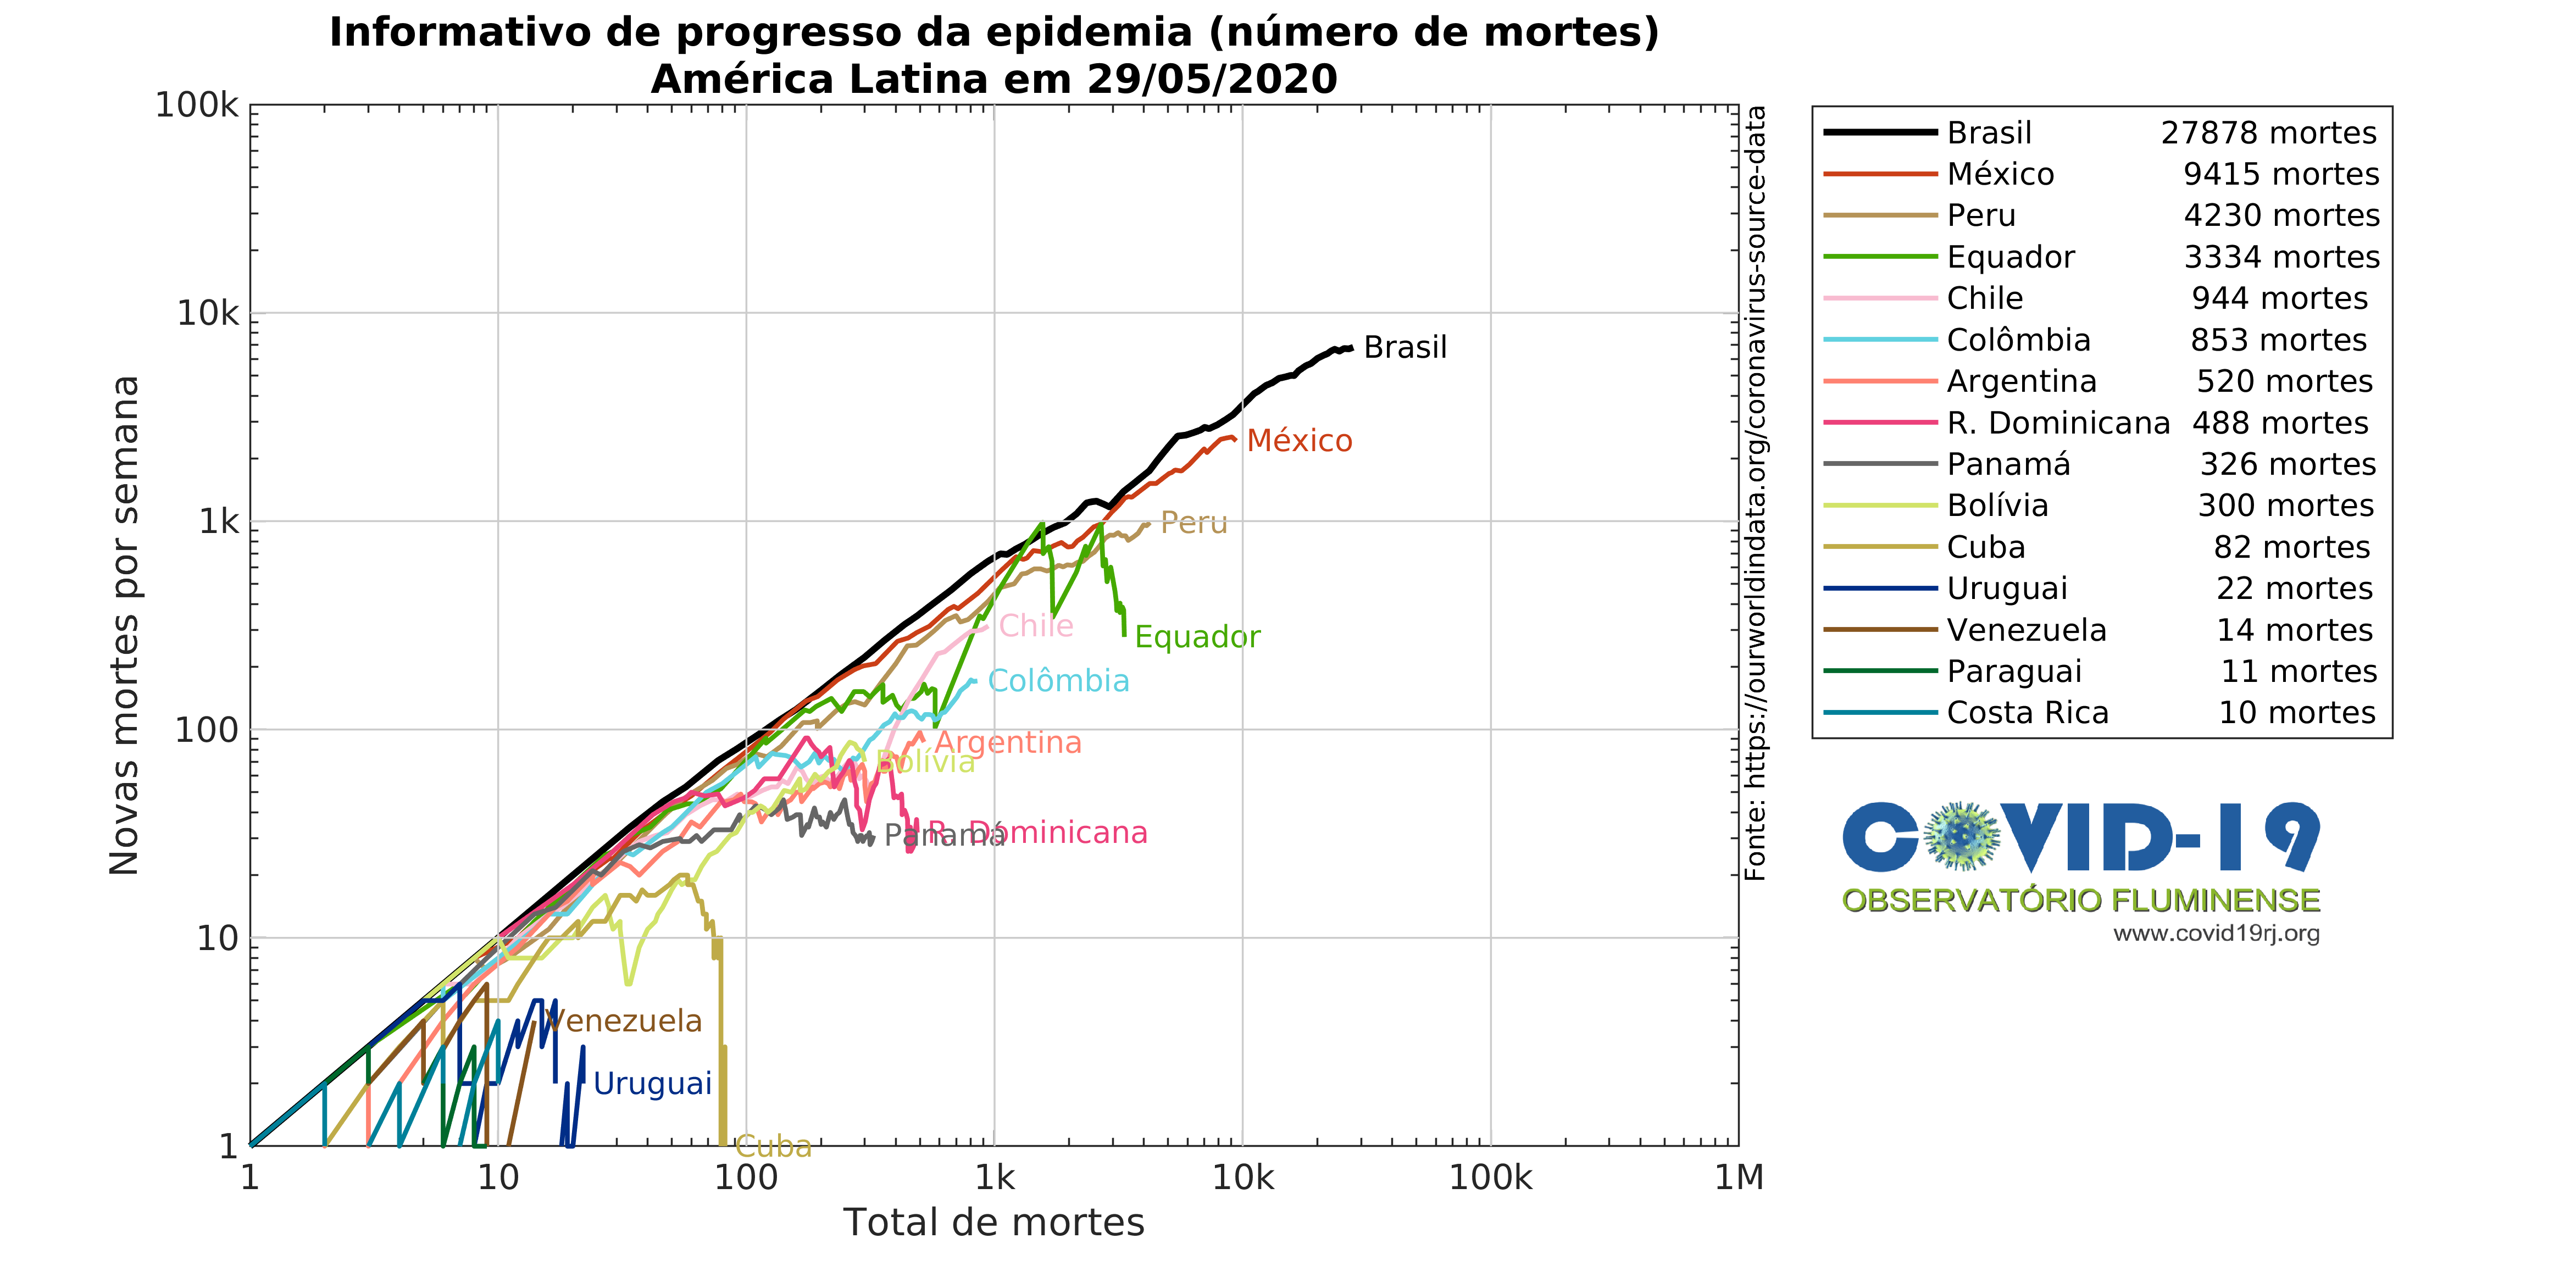 Informativo de progresso da epidemia (número de mortes)
América Latina em 29/05/2020
100k
10k
1k
100
10
1
Novas mortes por semana
1
10
100
1k
10k
100k
1M
Total de mortes
Brasil
México
Peru
Chile
Equador
Colômbia
Argentina
Bolívia
R. Dominicana
Panamá
Venezuela
Uruguai
Cuba
Fonte: https://ourworldindata.org/coronavirus-source-data
Brasil 27878 mortes
México 9415 mortes
Peru 4230 mortes
Equador 3334 mortes
Chile 944 mortes
Colômbia 853 mortes
Argentina 520 mortes
R. Dominicana 488 mortes
Panamá 326 mortes
Bolívia 300 mortes
Cuba 82 mortes
Uruguai 22 mortes
Venezuela 14 mortes
Paraguai 11 mortes
Costa Rica 10 mortes
COVID-19
OBSERVATÓRIO FLUMINENSE
www.covid19rj.org